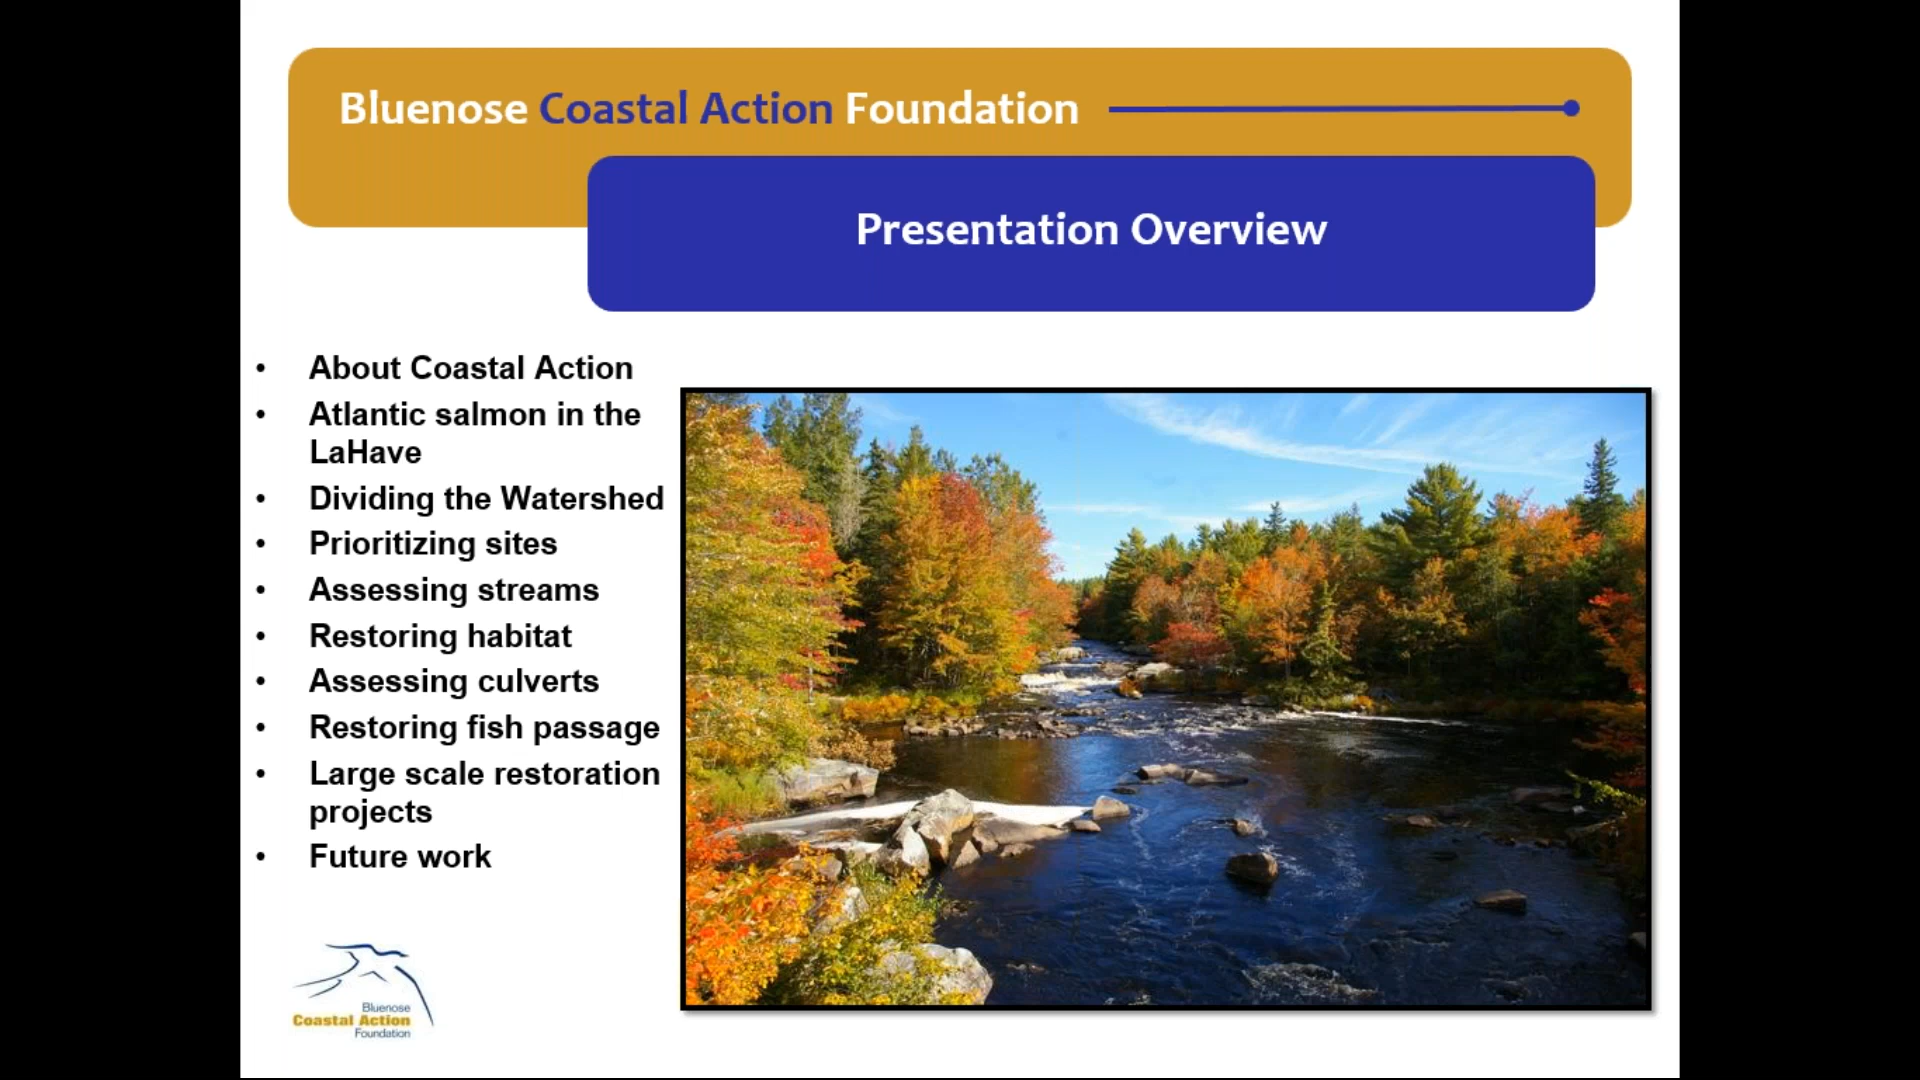 Bluenose Coastal Action Foundation
Presentation Overview
• About Coastal Action
• Atlantic salmon in the
LaHave
• Dividing the Watershed
• Prioritizing sites
• Assessing streams
• Restoring habitat
• Assessing culverts
• Restoring fish passage
• Large scale restoration
projects
• Future work
Bluenose
Coastal Action
Foundation